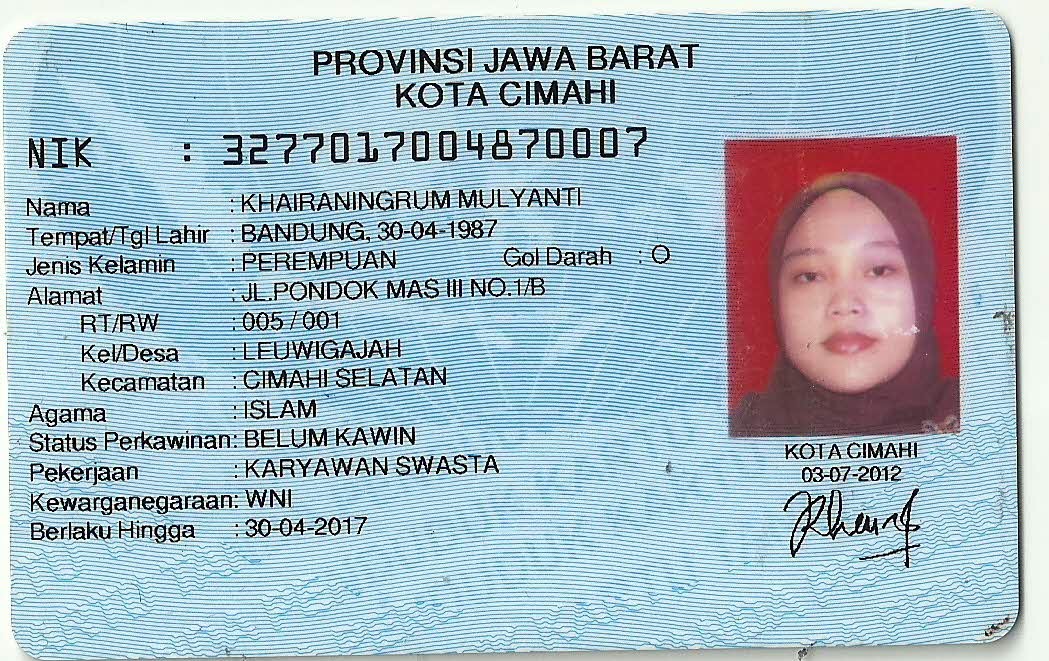 PROVINSI JAWA BARAT
KOTA CIMAHI
NIK : 3277017004870007
Nama : KHAIRANINGRUM MULYANTI
Tempat/Tgl Lahir : BANDUNG, 30-04-1987
Jenis Kelamin : PEREMPUAN Gol Darah : O
Alamat : JL.PONDOK MAS III NO.1/B
RT/RW : 005 / 001
Kel/Desa : LEUWIGAJAH
Kecamatan : CIMAHI SELATAN
Agama : ISLAM
Status Perkawinan: BELUM KAWIN
Pekerjaan : KARYAWAN SWASTA
Kewarganegaraan: WNI
Berlaku Hingga : 30-04-2017
KOTA CIMAHI
03-07-2012